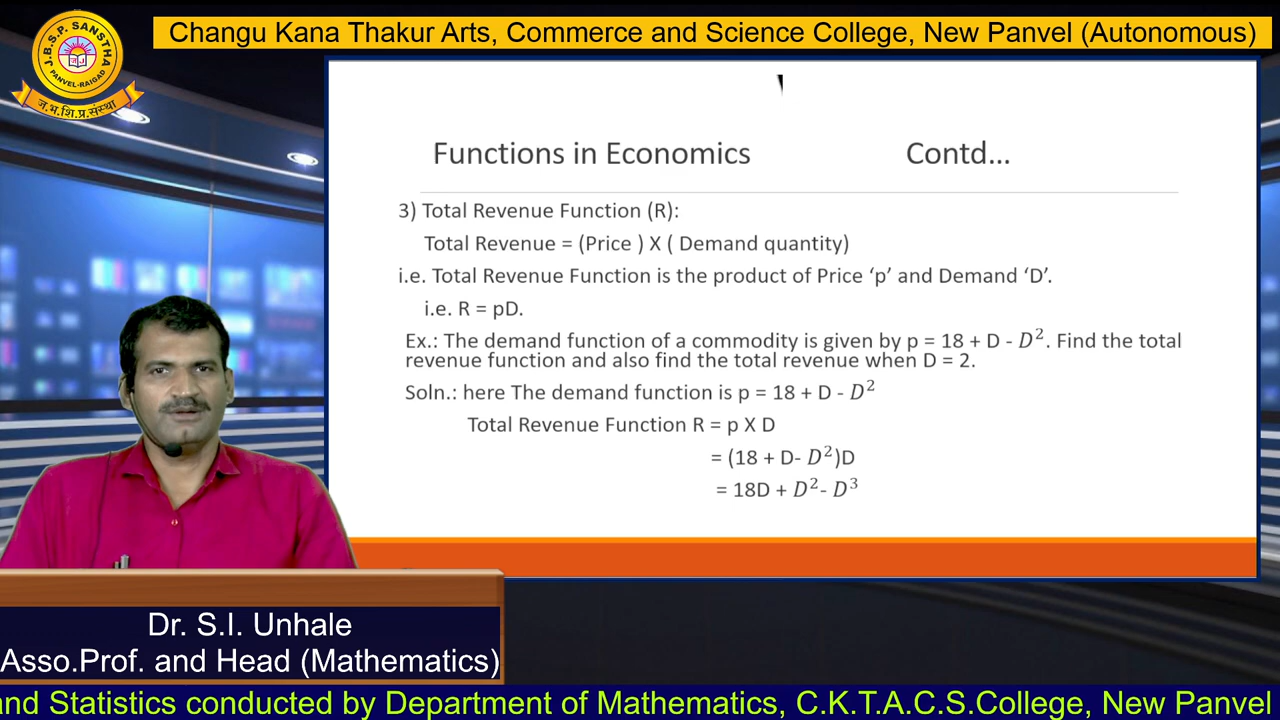 Changu Kana Thakur Arts, Commerce and Science College, New Panvel (Autonomous)
J.B.S.P. SANSTHA
PANVEL-RAIGAD
ज.भ.शि.प्र.संस्था
Functions in Economics Contd...
3) Total Revenue Function (R):
Total Revenue = (Price ) X ( Demand quantity)
i.e. Total Revenue Function is the product of Price ‘p’ and Demand ‘D’.
i.e. R = pD.
Ex.: The demand function of a commodity is given by p = 18 + D - D². Find the total
revenue function and also find the total revenue when D = 2.
Soln.: here The demand function is p = 18 + D - D²
Total Revenue Function R = p X D
= (18 + D- D²)D
= 18D + D²- D³
Dr. S.I. Unhale
Asso.Prof. and Head (Mathematics)
and Statistics conducted by Department of Mathematics, C.K.T.A.C.S.College, New Panvel